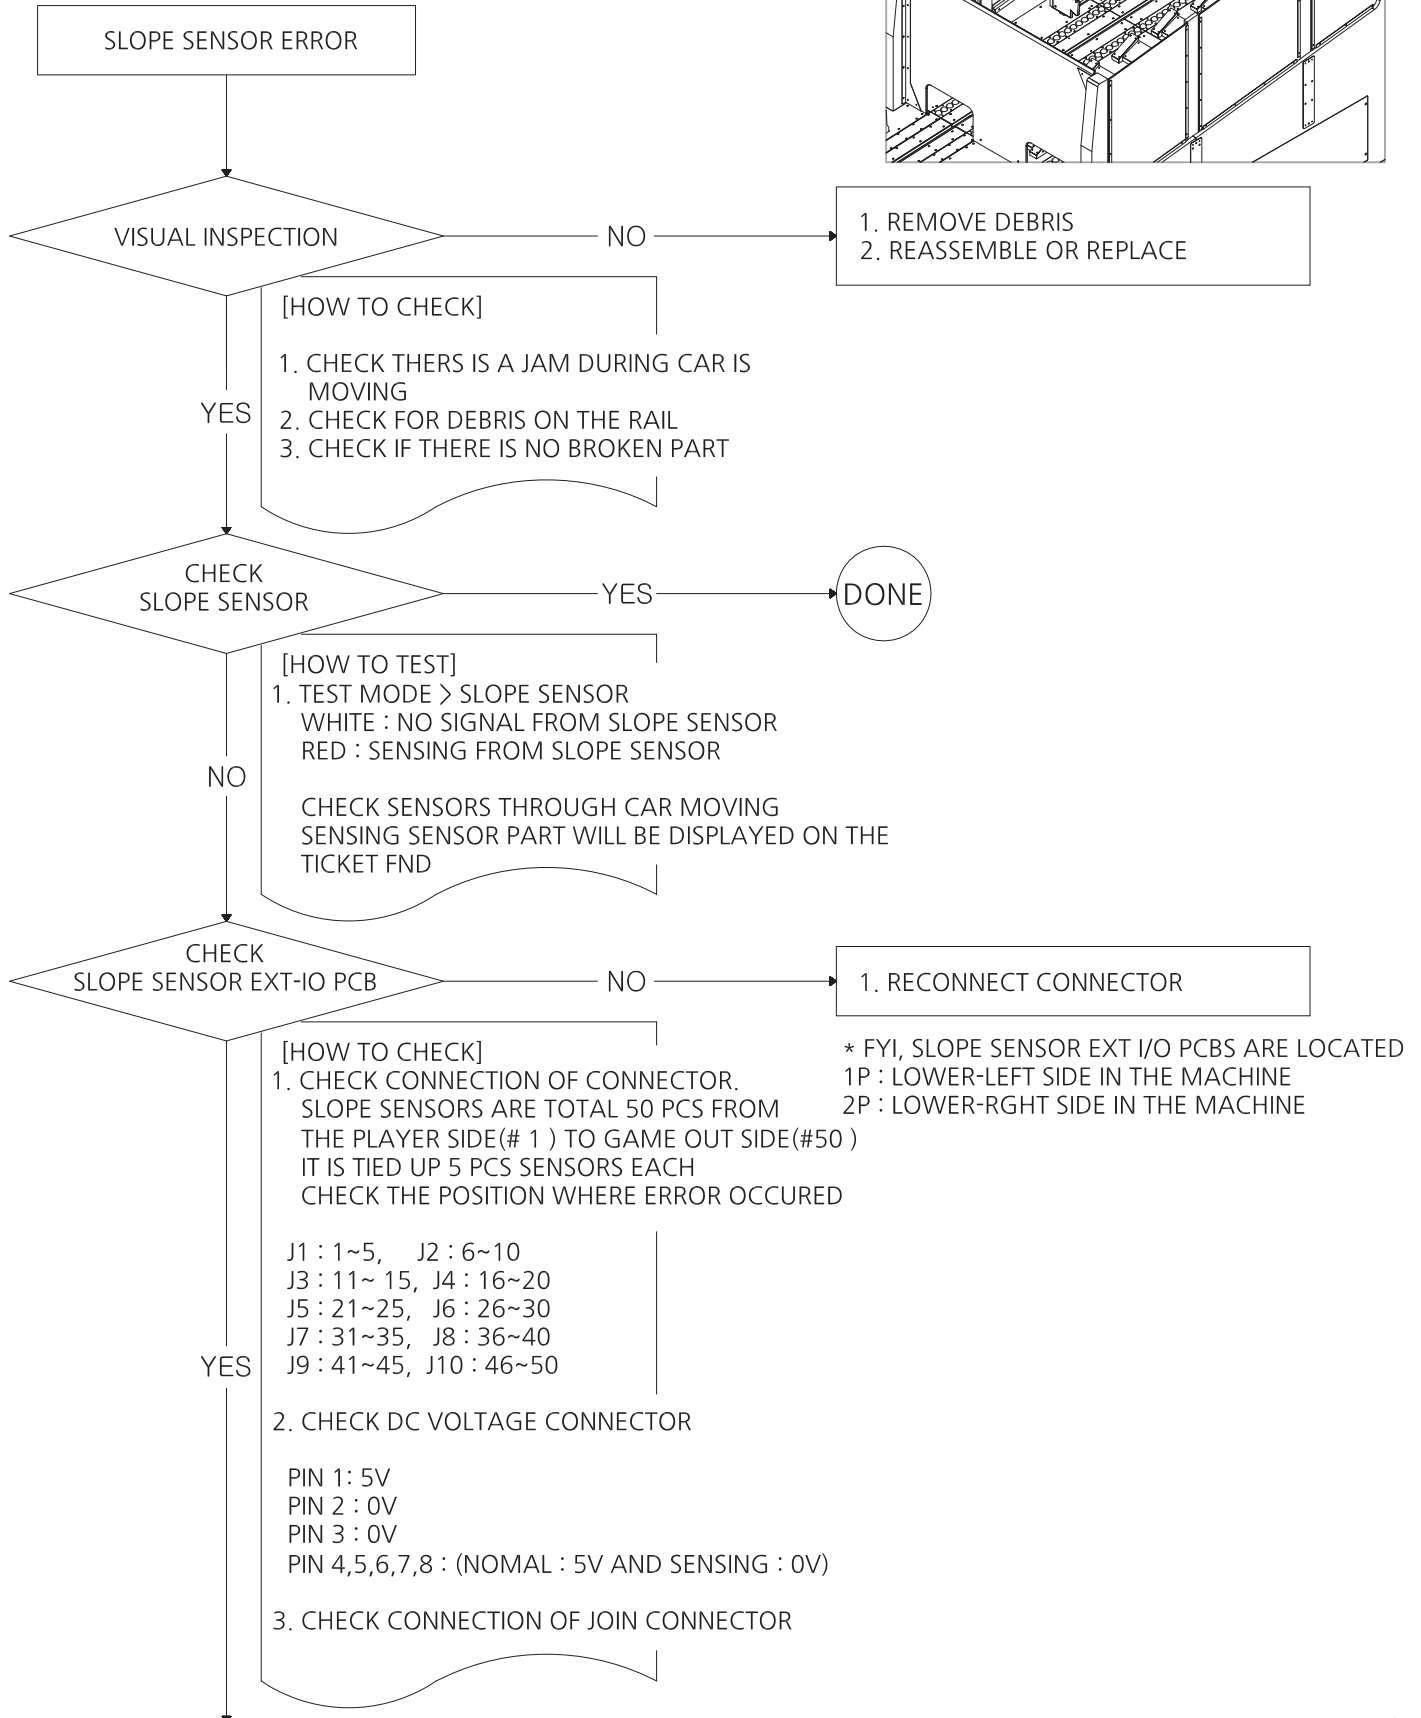 SLOPE SENSOR ERROR
VISUAL INSPECTION
NO
1. REMOVE DEBRIS
2. REASSEMBLE OR REPLACE
[HOW TO CHECK]
1. CHECK THERS IS A JAM DURING CAR IS
MOVING
2. CHECK FOR DEBRIS ON THE RAIL
3. CHECK IF THERE IS NO BROKEN PART
YES
CHECK
SLOPE SENSOR
YES
DONE
[HOW TO TEST]
1. TEST MODE > SLOPE SENSOR
WHITE : NO SIGNAL FROM SLOPE SENSOR
RED : SENSING FROM SLOPE SENSOR
CHECK SENSORS THROUGH CAR MOVING
SENSING SENSOR PART WILL BE DISPLAYED ON THE
TICKET FND
NO
CHECK
SLOPE SENSOR EXT-IO PCB
NO
1. RECONNECT CONNECTOR
* FYI, SLOPE SENSOR EXT I/O PCBS ARE LOCATED
1P : LOWER-LEFT SIDE IN THE MACHINE
2P : LOWER-RGHT SIDE IN THE MACHINE
[HOW TO CHECK]
1. CHECK CONNECTION OF CONNECTOR.
SLOPE SENSORS ARE TOTAL 50 PCS FROM
THE PLAYER SIDE(# 1 ) TO GAME OUT SIDE(#50 )
IT IS TIED UP 5 PCS SENSORS EACH
CHECK THE POSITION WHERE ERROR OCCURED
J1 : 1~5, J2 : 6~10
J3 : 11~ 15, J4 : 16~20
J5 : 21~25, J6 : 26~30
J7 : 31~35, J8 : 36~40
J9 : 41~45, J10 : 46~50
YES
2. CHECK DC VOLTAGE CONNECTOR
PIN 1: 5V
PIN 2 : 0V
PIN 3 : 0V
PIN 4,5,6,7,8 : (NOMAL : 5V AND SENSING : 0V)
3. CHECK CONNECTION OF JOIN CONNECTOR